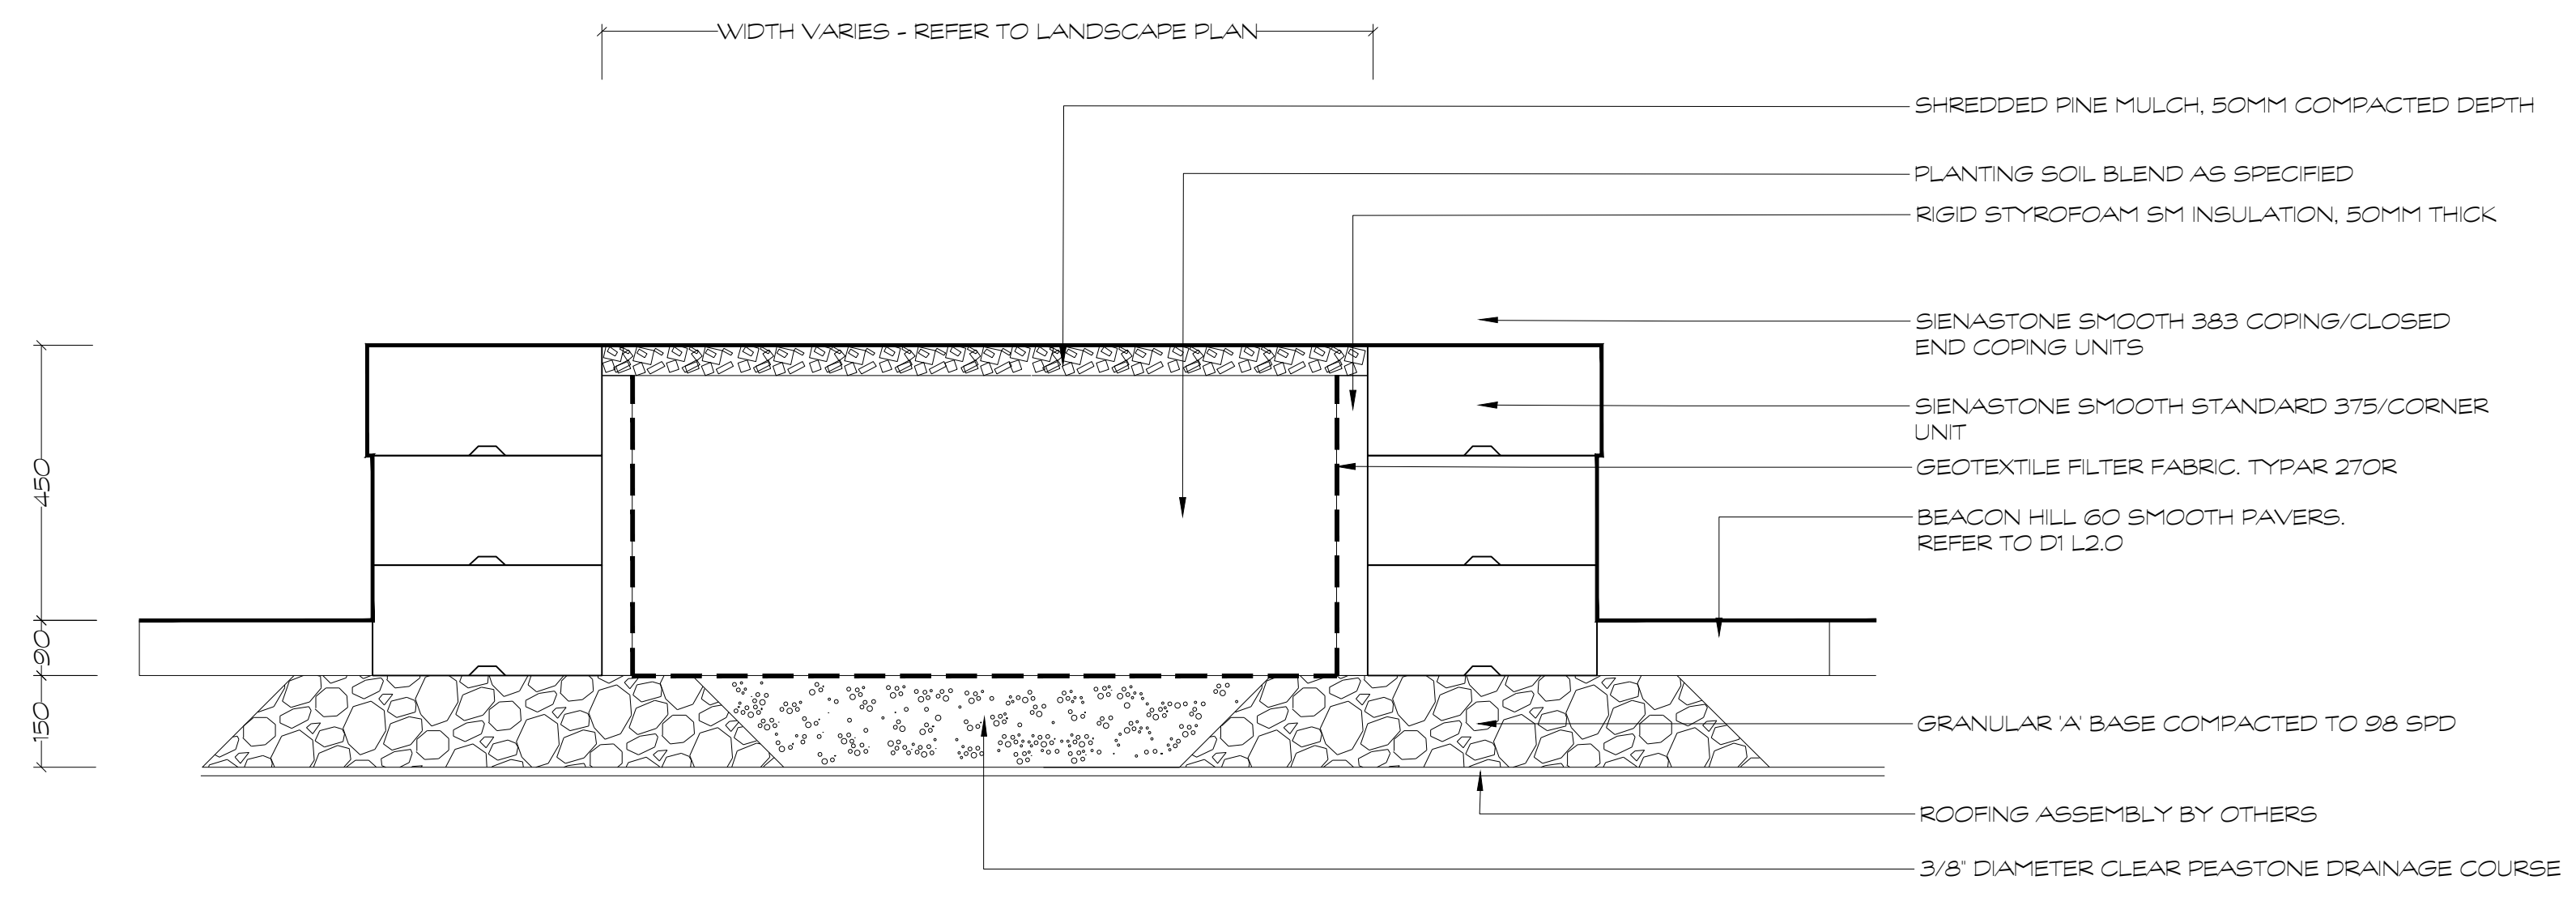 WIDTH VARIES - REFER TO LANDSCAPE PLAN
SHREDDED PINE MULCH, 50MM COMPACTED DEPTH
PLANTING SOIL BLEND AS SPECIFIED
RIGID STYROFOAM SM INSULATION, 50MM THICK
SIENASTONE SMOOTH 383 COPING/CLOSED
END COPING UNITS
SIENASTONE SMOOTH STANDARD 375/CORNER
UNIT
GEOTEXTILE FILTER FABRIC. TYPAR 270R
BEACON HILL 60 SMOOTH PAVERS.
REFER TO D1 L2.0
GRANULAR 'A' BASE COMPACTED TO 98 SPD
ROOFING ASSEMBLY BY OTHERS
3/8" DIAMETER CLEAR PEASTONE DRAINAGE COURSE
450
90
150